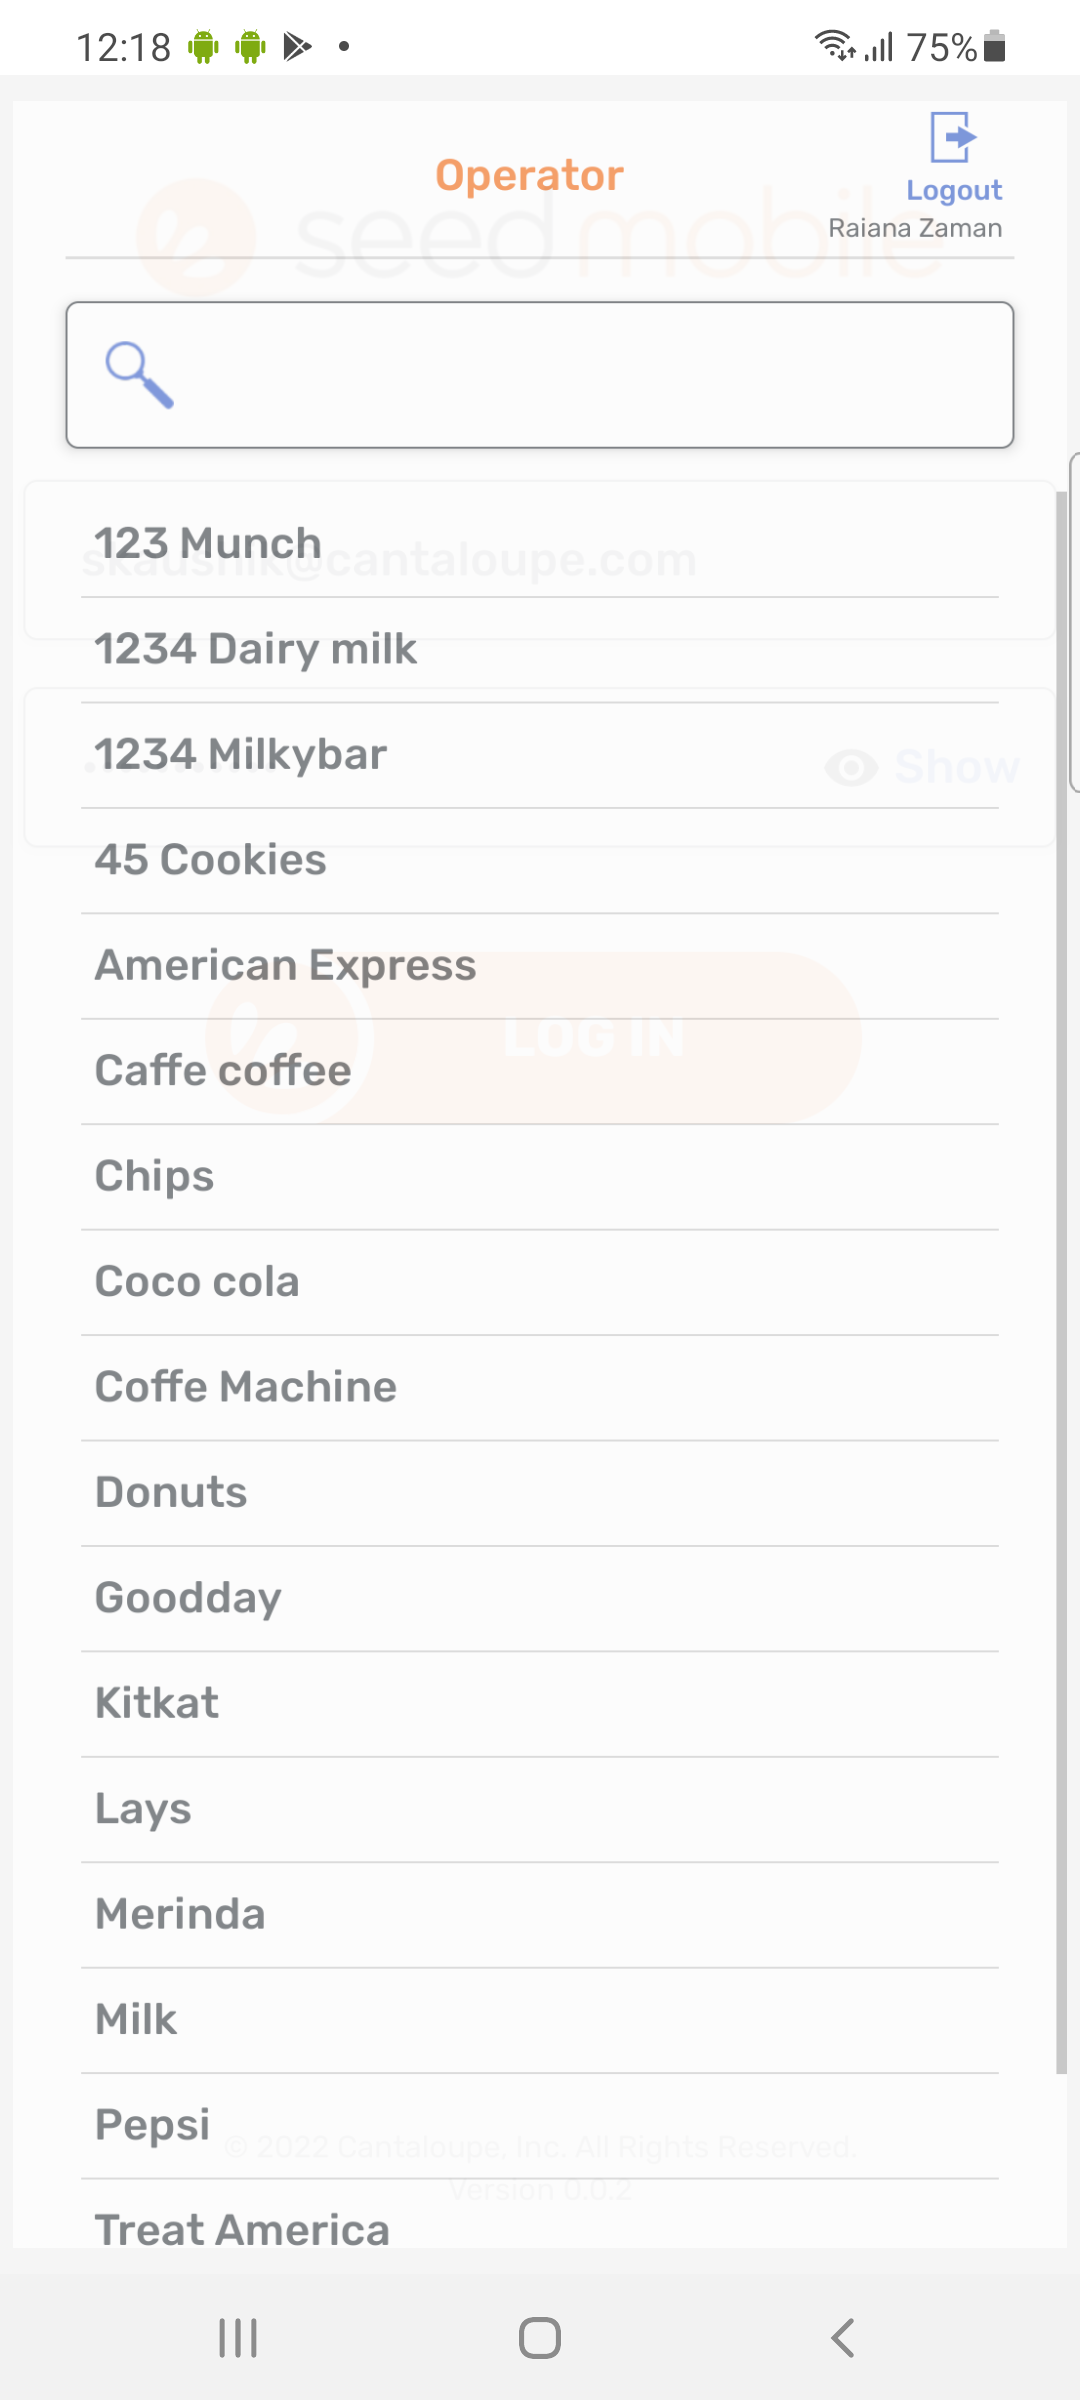 12:18
75%
Operator
Logout
Raiana Zaman
seed mobile
123 Munch
skaushik@cantaloupe.com
1234 Dairy milk
1234 Milkybar
Show
45 Cookies
American Express
LOG IN
Caffe coffee
Chips
Coco cola
Coffe Machine
Donuts
Goodday
Kitkat
Lays
Merinda
Milk
Pepsi
© 2022 Cantaloupe, Inc. All Rights Reserved.
Version 0.0.2
Treat America